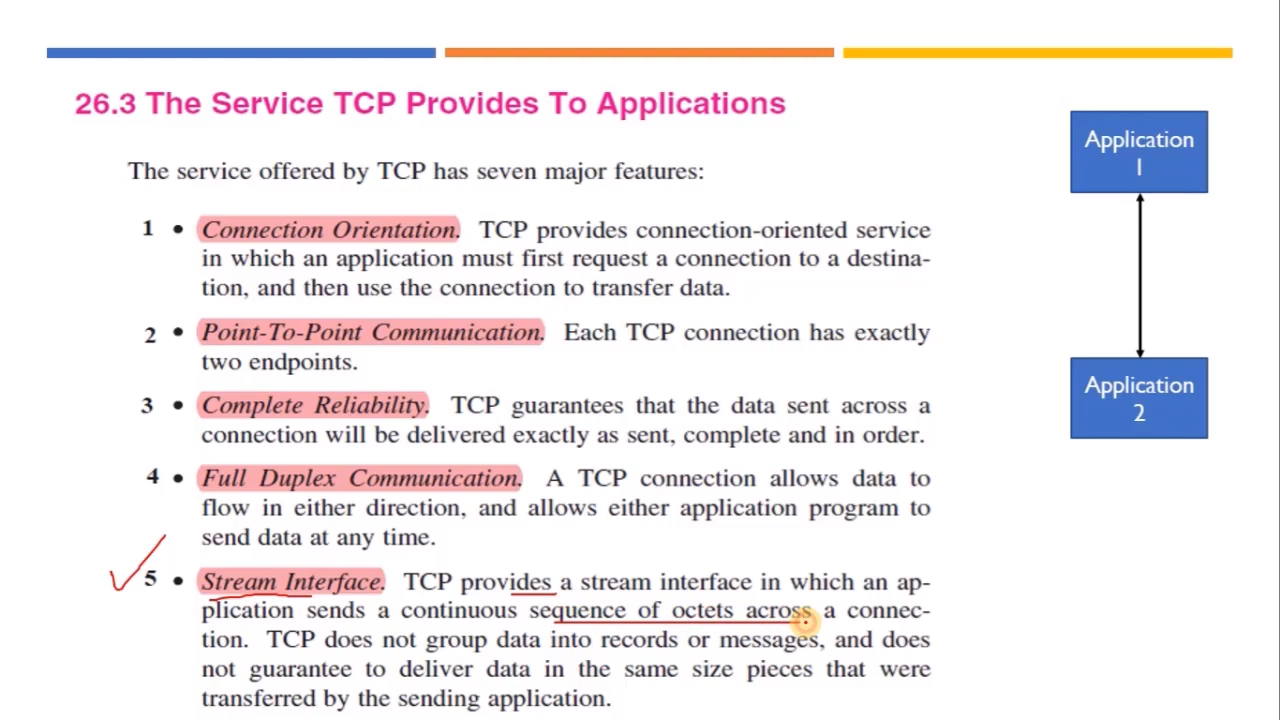 26.3 The Service TCP Provides To Applications
The service offered by TCP has seven major features:
1 • Connection Orientation. TCP provides connection-oriented service
in which an application must first request a connection to a destina-
tion, and then use the connection to transfer data.
2 • Point-To-Point Communication. Each TCP connection has exactly
two endpoints.
3 • Complete Reliability. TCP guarantees that the data sent across a
connection will be delivered exactly as sent, complete and in order.
4 • Full Duplex Communication. A TCP connection allows data to
flow in either direction, and allows either application program to
send data at any time.
5 • Stream Interface. TCP provides a stream interface in which an ap-
plication sends a continuous sequence of octets across a connec-
tion. TCP does not group data into records or messages, and does
not guarantee to deliver data in the same size pieces that were
transferred by the sending application.
Application
1
Application
2